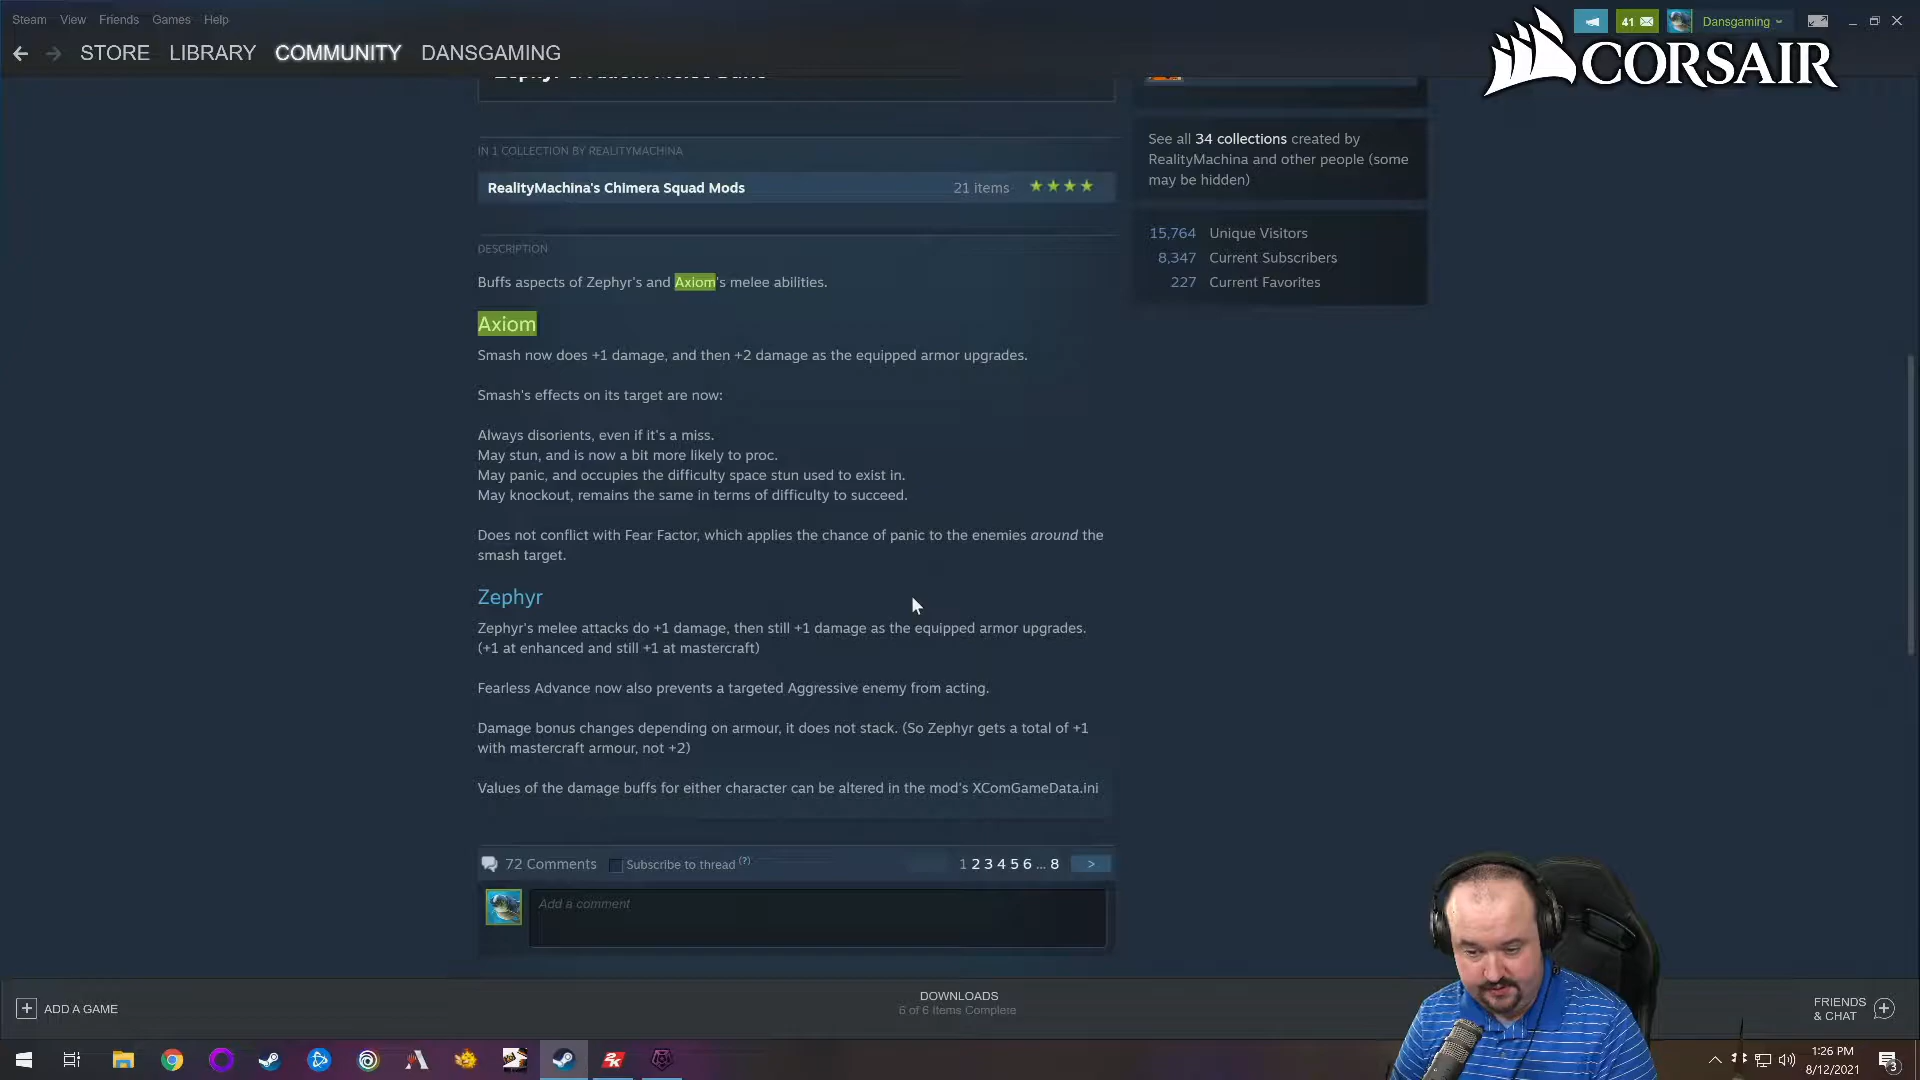 Steam View Friends Games Help
41 Dansgaming
STORE LIBRARY COMMUNITY DANSGAMING
CORSAIR
IN 1 COLLECTION BY REALITYMACHINA
RealityMachina's Chimera Squad Mods 21 items
See all 34 collections created by
RealityMachina and other people (some
may be hidden)
15,764 Unique Visitors
8,347 Current Subscribers
227 Current Favorites
DESCRIPTION
Buffs aspects of Zephyr's and Axiom's melee abilities.
Axiom
Smash now does +1 damage, and then +2 damage as the equipped armor upgrades.
Smash's effects on its target are now:
Always disorients, even if it's a miss.
May stun, and is now a bit more likely to proc.
May panic, and occupies the difficulty space stun used to exist in.
May knockout, remains the same in terms of difficulty to succeed.
Does not conflict with Fear Factor, which applies the chance of panic to the enemies around the
smash target.
Zephyr
Zephyr's melee attacks do +1 damage, then still +1 damage as the equipped armor upgrades.
(+1 at enhanced and still +1 at mastercraft)
Fearless Advance now also prevents a targeted Aggressive enemy from acting.
Damage bonus changes depending on armour, it does not stack. (So Zephyr gets a total of +1
with mastercraft armour, not +2)
Values of the damage buffs for either character can be altered in the mod's XComGameData.ini
72 Comments Subscribe to thread (?) 1 2 3 4 5 6 ... 8 >
Add a comment
ADD A GAME
DOWNLOADS
6 of 6 Items Complete
FRIENDS
& CHAT
2K
1:26 PM
8/12/2021
3